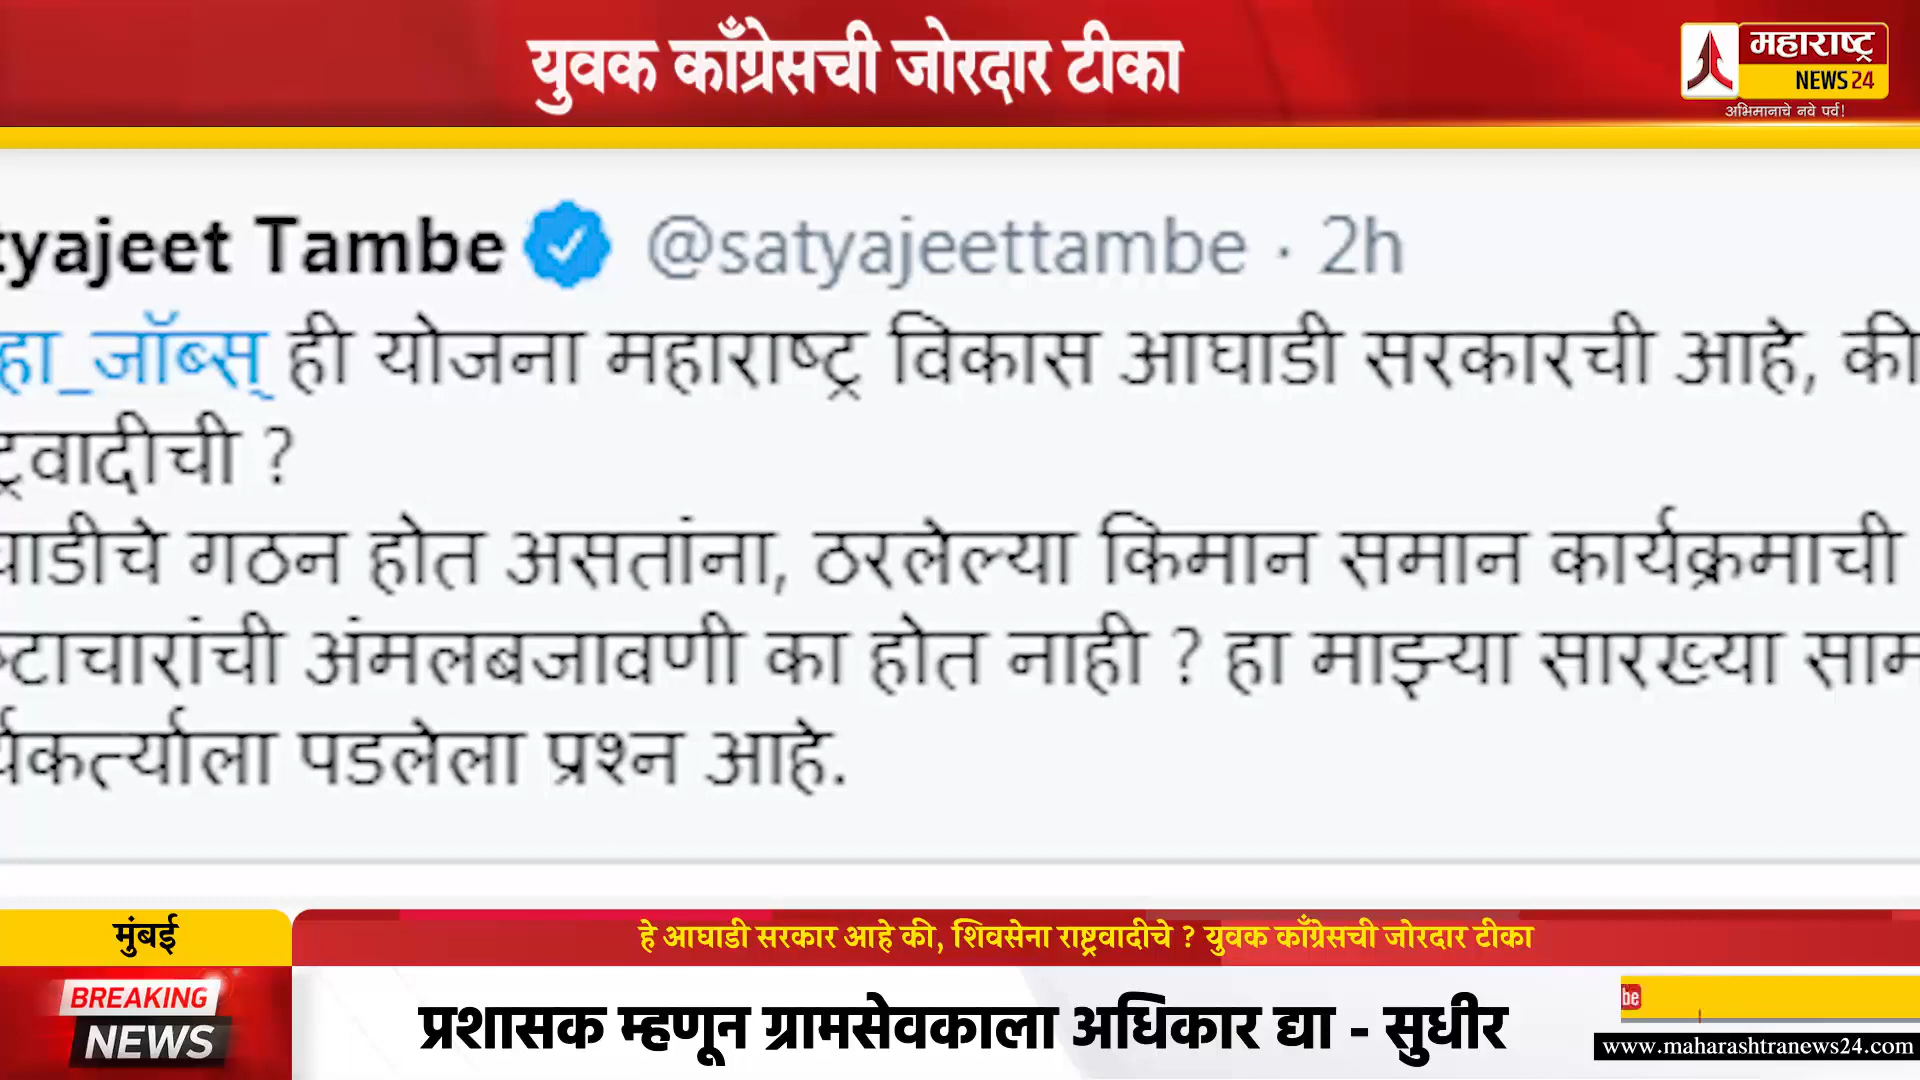 युवक काँग्रेसची जोरदार टीका
महाराष्ट्र
NEWS 24
अभिमानाचे नवे पर्व!
tyajeet Tambe @satyajeettambe · 2h
हा_जॉब्स् ही योजना महाराष्ट्र विकास आघाडी सरकारची आहे, की
ट्रवादीची ?
घाडीचे गठन होत असतांना, ठरलेल्या किमान समान कार्यक्रमाची
ष्टाचारांची अंमलबजावणी का होत नाही ? हा माझ्या सारख्या साम
र्यकर्त्याला पडलेला प्रश्न आहे.
मुंबई
हे आघाडी सरकार आहे की, शिवसेना राष्ट्रवादीचे ? युवक काँग्रेसची जोरदार टीका
BREAKING
NEWS
प्रशासक म्हणून ग्रामसेवकाला अधिकार द्या - सुधीर
be
www.maharashtranews24.com